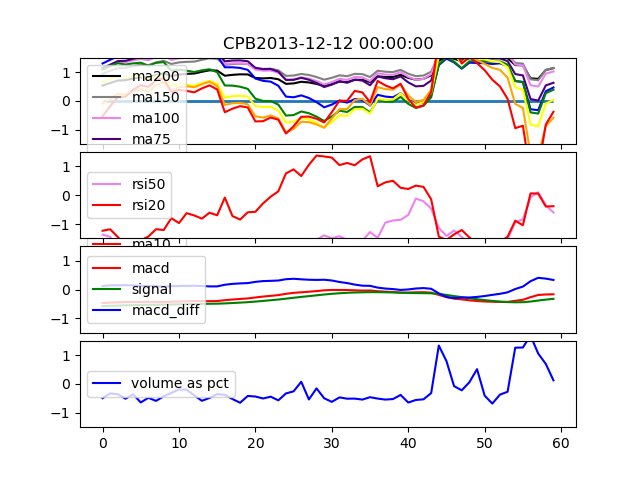 CPB2013-12-12 00:00:00
1
0
−1
ma200
ma150
ma100
ma75
1
0
−1
rsi50
rsi20
ma10
1
0
−1
macd
signal
macd_diff
1
0
−1
volume as pct
0 10 20 30 40 50 60